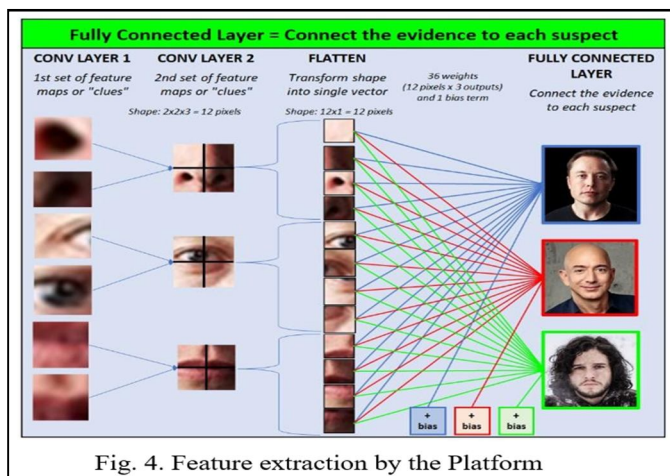 Fully Connected Layer = Connect the evidence to each suspect
CONV LAYER 1
1st set of feature
maps or "clues"
CONV LAYER 2
2nd set of feature
maps or "clues"
Shape: 2x2x3 = 12 pixels
FLATTEN
Transform shape
into single vector
Shape: 12x1 = 12 pixels
36 weights
(12 pixels x 3 outputs)
and 1 bias term
FULLY CONNECTED
LAYER
Connect the evidence
to each suspect
+
bias
+
bias
+
bias
Fig. 4. Feature extraction by the Platform